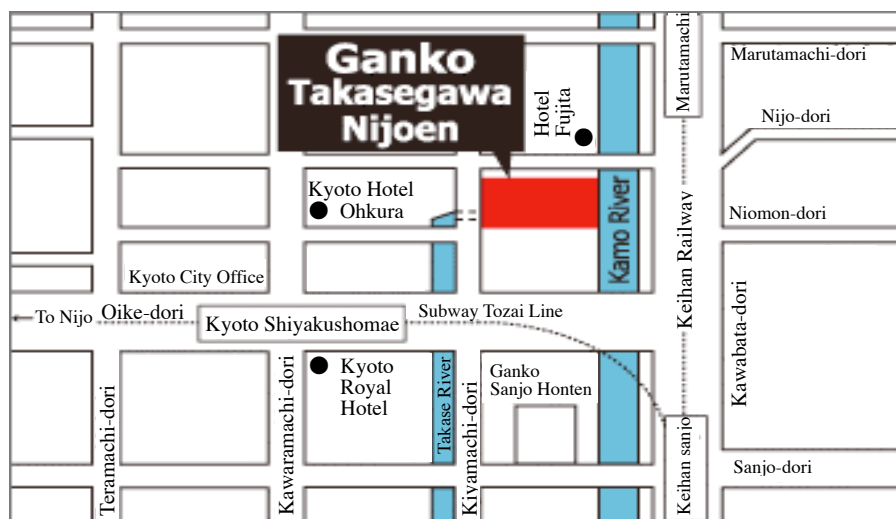 Ganko
Takasegawa
Nijoen
Hotel
Fujita
Marutamachi
Marutamachi-dori
Nijo-dori
Kyoto Hotel
Ohkura
Kamo River
Niomon-dori
Keihan Railway
Kyoto City Office
← To Nijo
Oike-dori
Kyoto Shiyakushomae
Subway Tozai Line
Kawabata-dori
Kyoto
Royal
Hotel
Takase River
Ganko
Sanjo Honten
Teramachi-dori
Kawaramachi-dori
Kiyamachi-dori
Keihan sanjo
Sanjo-dori